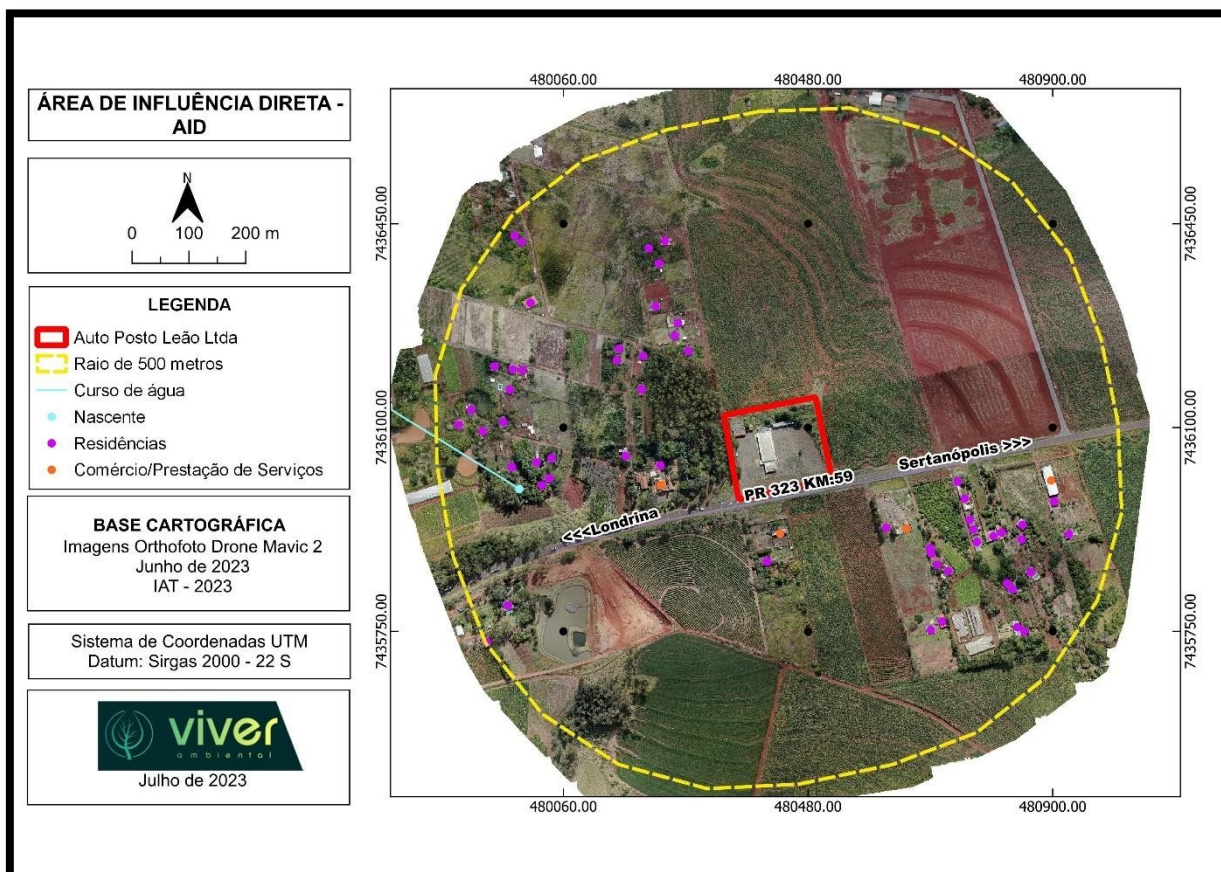 ÁREA DE INFLUÊNCIA DIRETA -
AID
N
0 100 200 m
LEGENDA
Auto Posto Leão Ltda
Raio de 500 metros
Curso de água
Nascente
Residências
Comércio/Prestação de Serviços
BASE CARTOGRÁFICA
Imagens Orthofoto Drone Mavic 2
Junho de 2023
IAT - 2023
Sistema de Coordenadas UTM
Datum: Sirgas 2000 - 22 S
viver
ambiental
Julho de 2023
480060.00 480480.00 480900.00
7436450.00 7436450.00
7436100.00 7436100.00
7435750.00 7435750.00
Sertanópolis >>>
PR 323 KM:59
<<<Londrina
480060.00 480480.00 480900.00